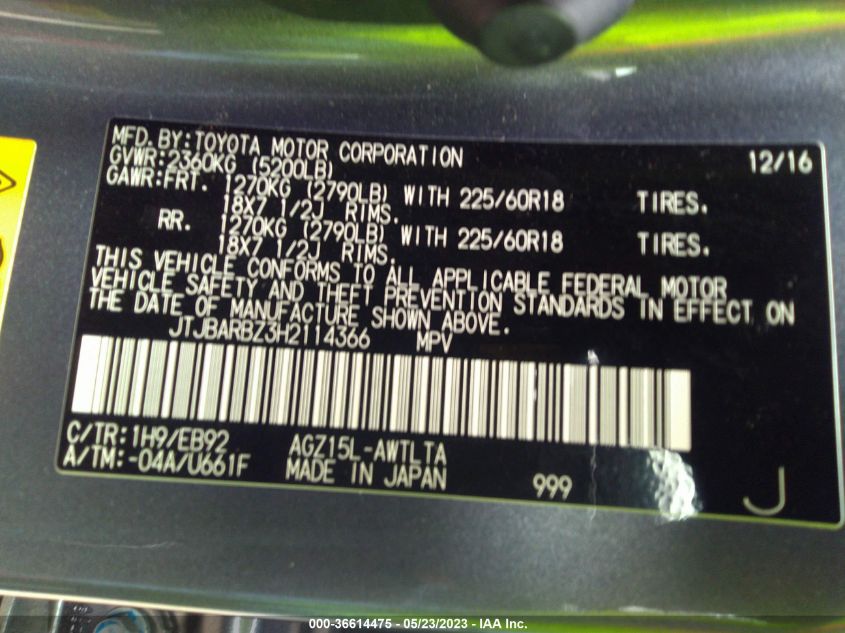 MFD. BY: TOYOTA MOTOR CORPORATION 12/16
GVWR: 2360KG (5200LB)
GAWR: FRT. 1270KG (2790LB) WITH 225/60R18 TIRES.
18X7 1/2J RIMS.
RR. 1270KG (2790LB) WITH 225/60R18 TIRES.
18X7 1/2J RIMS.
THIS VEHICLE CONFORMS TO ALL APPLICABLE FEDERAL MOTOR
VEHICLE SAFETY AND THEFT PREVENTION STANDARDS IN EFFECT ON
THE DATE OF MANUFACTURE SHOWN ABOVE.
JTJBARBZ3H2114366 MPV
C/TR: 1H9/EB92 AGZ15L-AWTLTA
A/TM: -04A/U661F MADE IN JAPAN 999 J
000-36614475 - 05/23/2023 - IAA Inc.